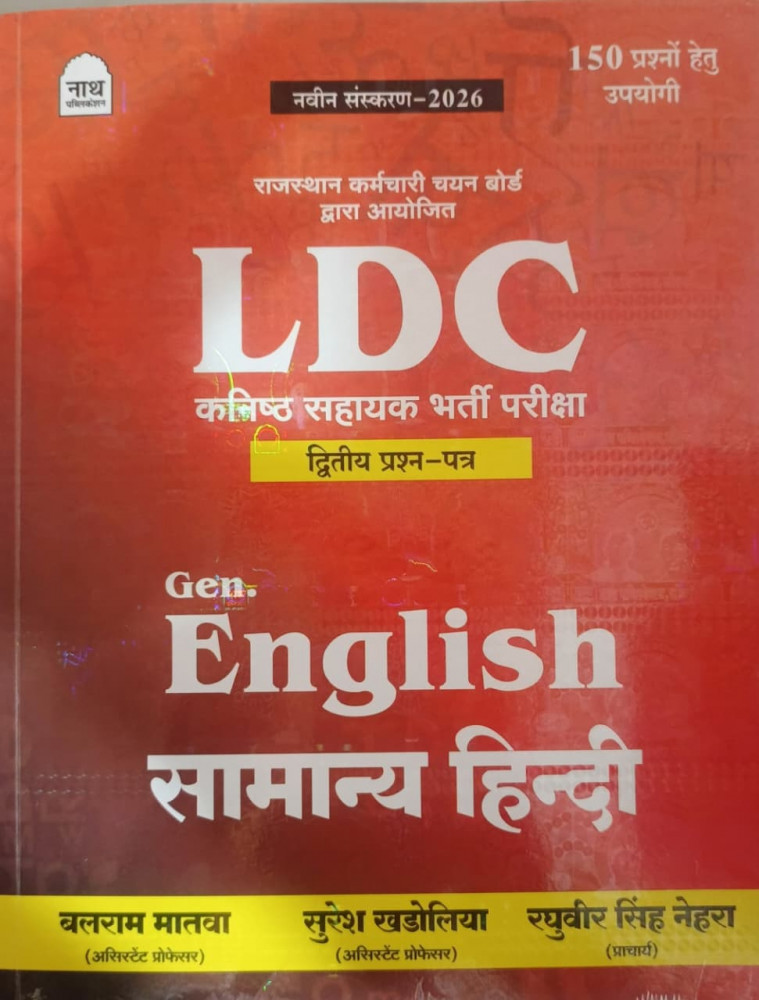 नाथ
पब्लिकेशन
150 प्रश्नों हेतु
उपयोगी
नवीन संस्करण-2026
राजस्थान कर्मचारी चयन बोर्ड
द्वारा आयोजित
LDC
कनिष्ठ सहायक भर्ती परीक्षा
द्वितीय प्रश्न-पत्र
Gen.
English
सामान्य हिन्दी
बलराम मातवा सुरेश खडोलिया रघुवीर सिंह नेहरा
(असिस्टेंट प्रोफेसर) (असिस्टेंट प्रोफेसर) (प्राचार्य)